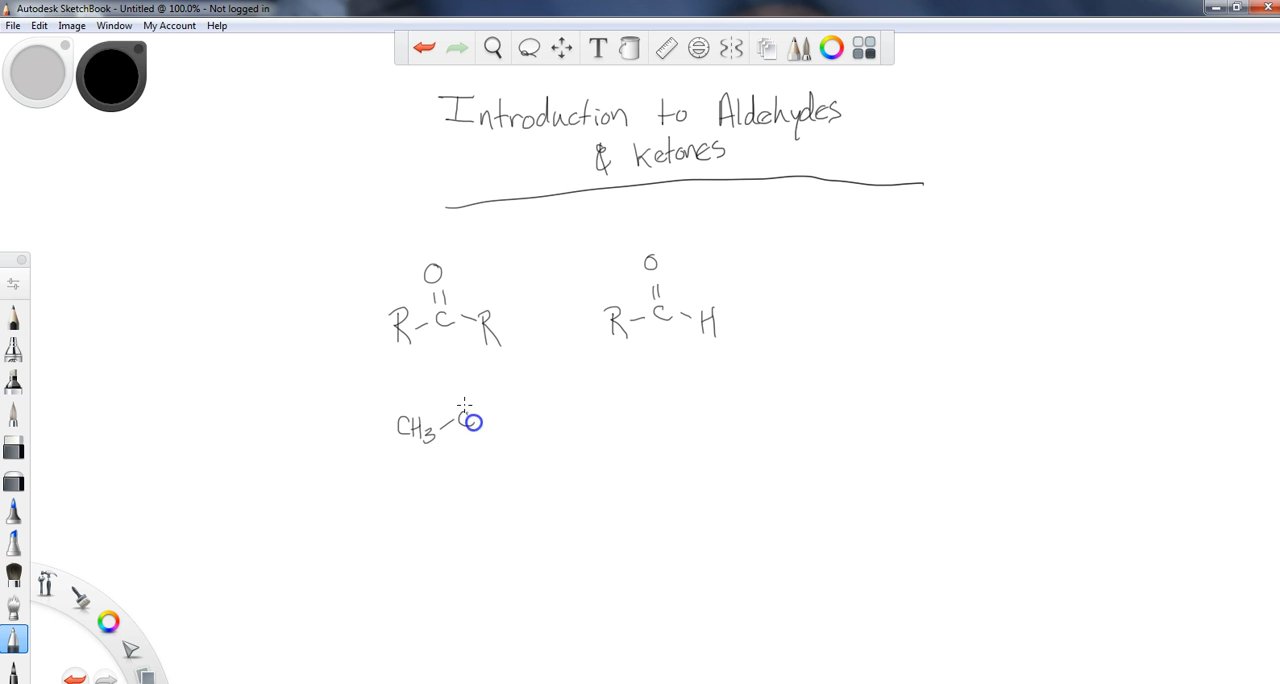 Autodesk SketchBook - Untitled @ 100.0% - Not logged in
File Edit Image Window My Account Help
T
Introduction to Aldehydes
& Ketones
O O
|| ||
R - C - R R - C - H
CH3 - C